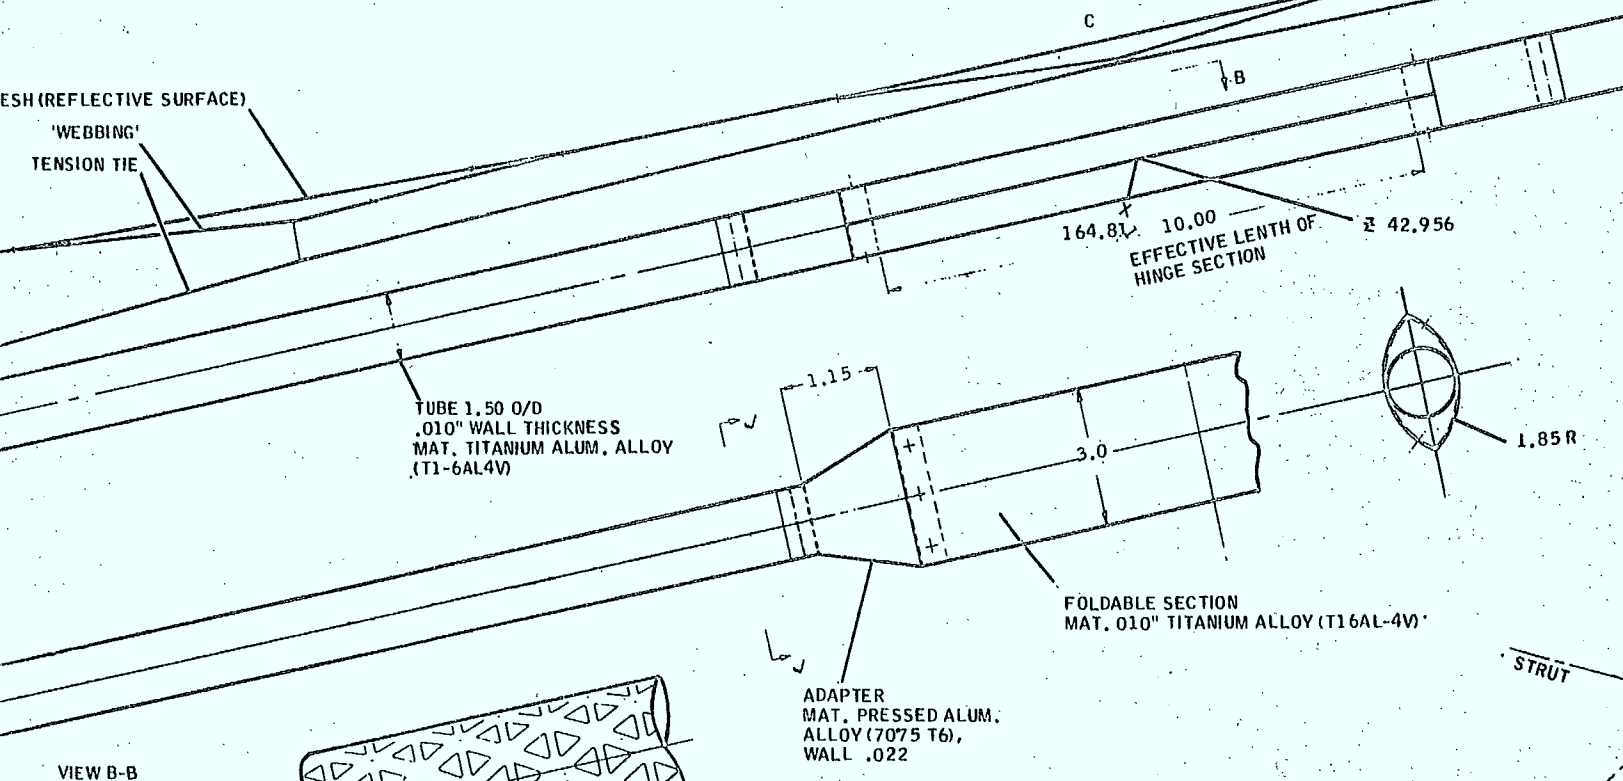 C
B
ESH (REFLECTIVE SURFACE)
'WEBBING'
TENSION TIE
164.81
10.00
EFFECTIVE LENTH OF
HINGE SECTION
42.956
1.15
TUBE 1.50 O/D
.010" WALL THICKNESS
MAT. TITANIUM ALUM. ALLOY
(T1-6AL4V)
3.0
1.85 R
FOLDABLE SECTION
MAT. 010" TITANIUM ALLOY (T16AL-4V)
STRUT
ADAPTER
MAT. PRESSED ALUM.
ALLOY (7075 T6),
WALL .022
VIEW B-B